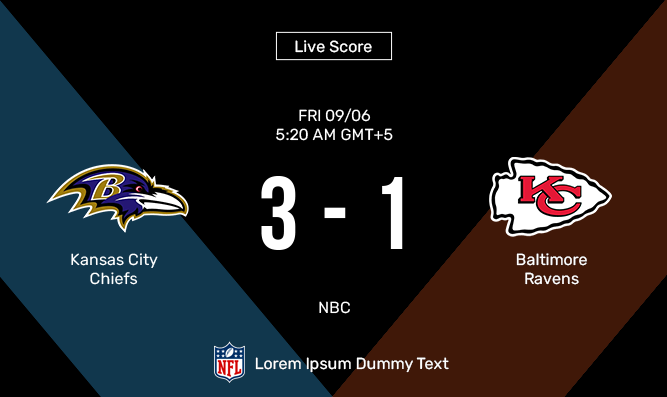 Live Score
FRI 09/06
5:20 AM GMT+5
3 - 1
B
KC
Kansas City
Chiefs
Baltimore
Ravens
NBC
NFL
Lorem Ipsum Dummy Text